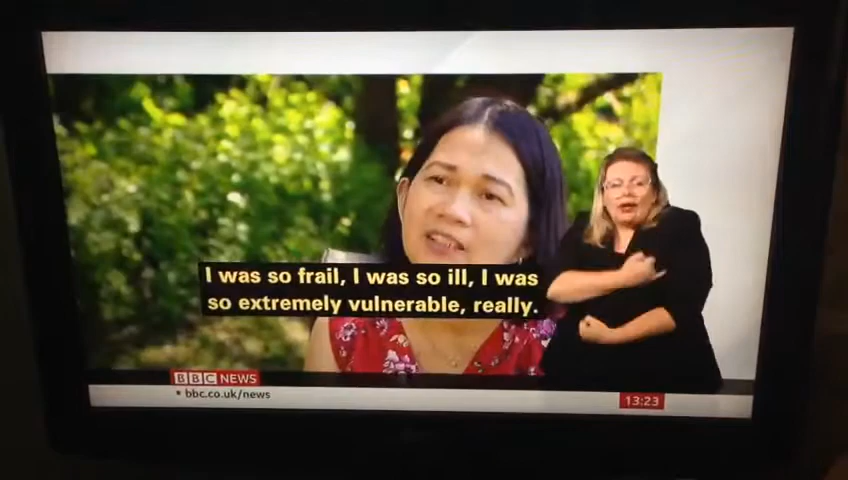 I was so frail, I was so ill, I was
so extremely vulnerable, really.
BBC NEWS
bbc.co.uk/news
13:23